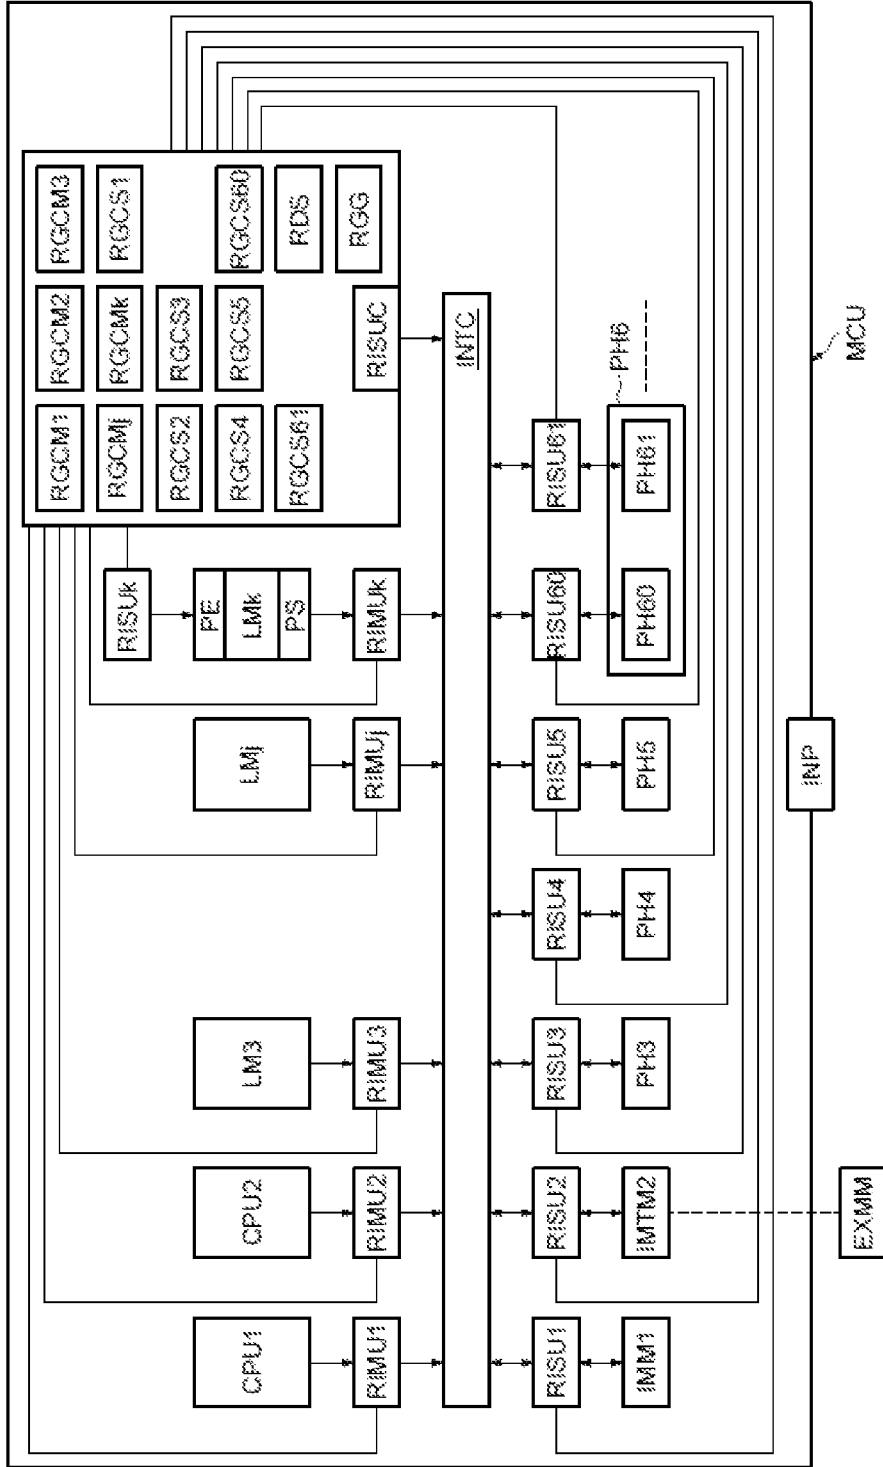 RGCM1 RGCM2 RGCM3
RGCMj RGCMk RGCS1
RGCS2 RGCS3
RGCS4 RGCS5 RGCS60
RGCS61 RDS
RISUC RGG
RISUk
CPU1 CPU2 LM3 LMj PE
LMk
PS
RIMU1 RIMU2 RIMU3 RIMUj RIMUk
INTC
RISU1 RISU2 RISU3 RISU4 RISU5 RISU60 RISU61
PH6
IMM1 IMTM2 PH3 PH4 PH5 PH60 PH61
INP
EXMM
MCU